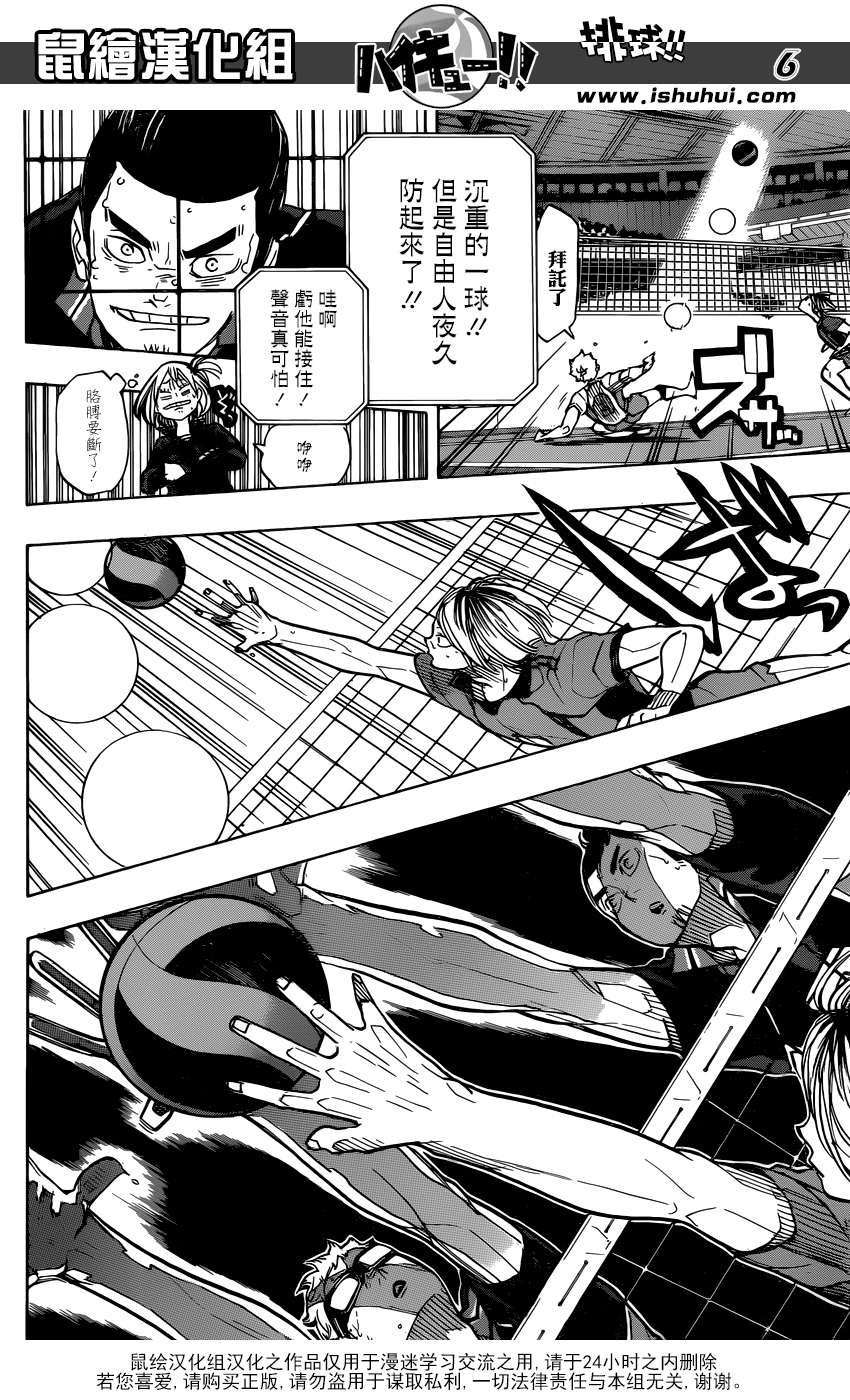 鼠繪漢化組
ハイキュー!!
排球!!
6
www.ishuhui.com
拜託了
ズザザ
沉重的一球!!
但是自由人夜久
防起來了!!
哇啊
虧他能接住!
聲音真可怕!
咿咿
胳膊要斷了!
鼠绘汉化组汉化之作品仅用于漫迷学习交流之用,请于24小时之内删除
若您喜爱,请购买正版,请勿盗用于谋取私利,一切法律责任与本组无关,谢谢。